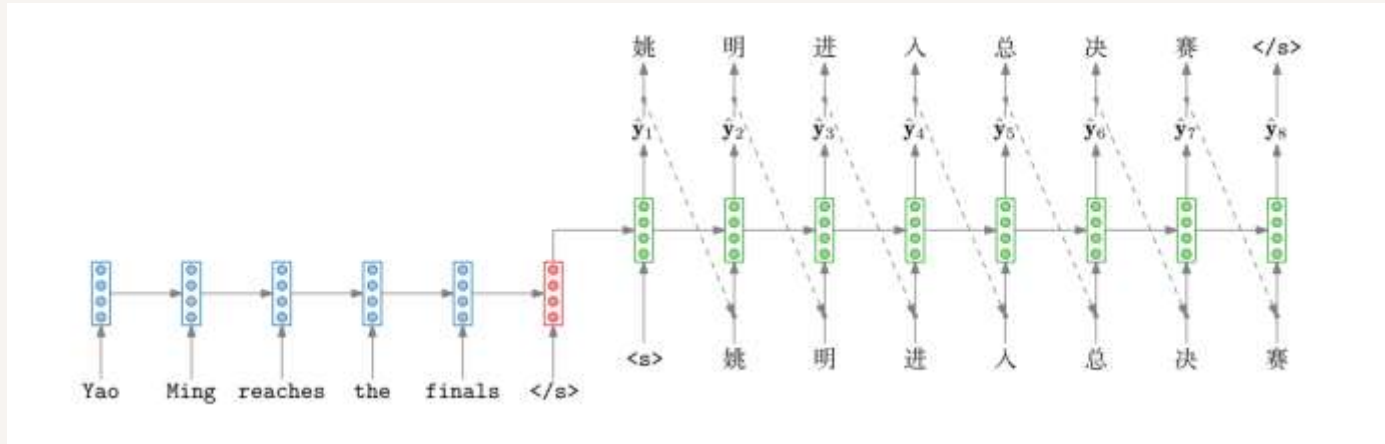 姚 明 进 入 总 决 赛 </s>
ŷ₁ ŷ₂ ŷ₃ ŷ₄ ŷ₅ ŷ₆ ŷ₇ ŷ₈
<s> 姚 明 进 入 总 决 赛
Yao Ming reaches the finals </s>